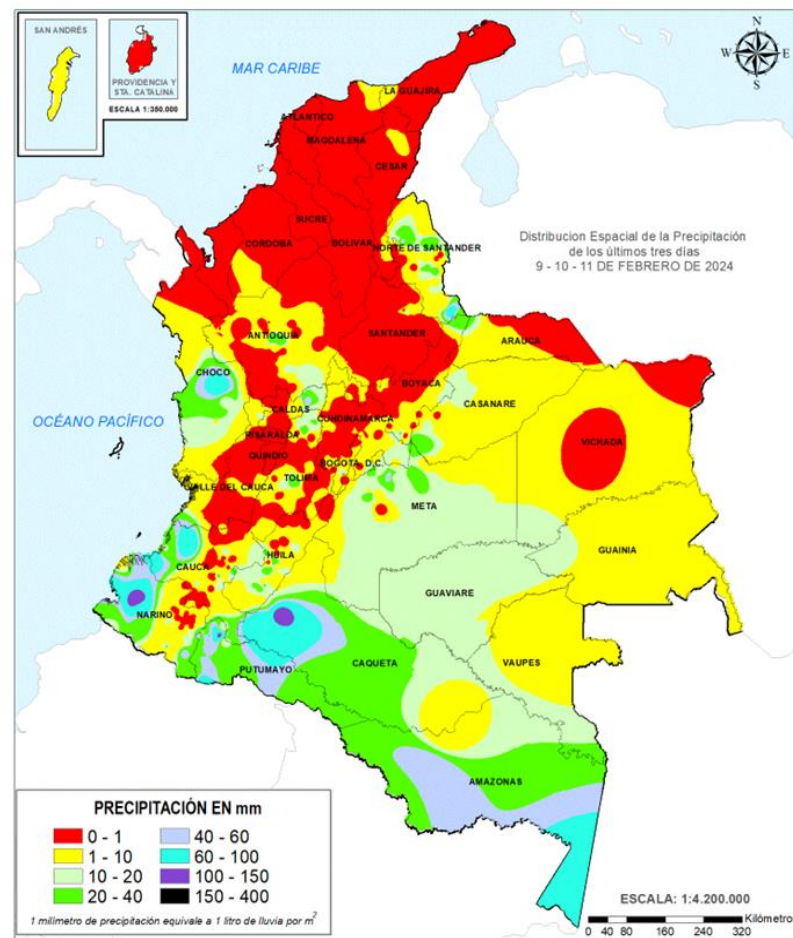 SAN ANDRÉS
PROVIDENCIA Y
STA. CATALINA
ESCALA 1:350.000
MAR CARIBE
N
W E
S
LA GUAJIRA
ATLANTICO
MAGDALENA
CESAR
SUCRE
CORDOBA
BOLIVAR
NORTE DE SANTANDER
Distribucion Espacial de la Precipitación
de los últimos tres días
9 - 10 - 11 DE FEBRERO DE 2024
ANTIOQUIA
SANTANDER
ARAUCA
CHOCO
BOYACA
CASANARE
CALDAS
CUNDINAMARCA
OCÉANO PACÍFICO
RISARALDA
VICHADA
QUINDIO
BOGOTA, D.C.
TOLIMA
VALLE DEL CAUCA
META
GUAINIA
HUILA
CAUCA
GUAVIARE
NARIÑO
VAUPES
CAQUETA
PUTUMAYO
AMAZONAS
PRECIPITACIÓN EN mm
0 - 1 40 - 60
1 - 10 60 - 100
10 - 20 100 - 150
20 - 40 150 - 400
1 milímetro de precipitación equivale a 1 litro de lluvia por m²
ESCALA: 1:4.200.000
Kilómetro
0 40 80 160 240 320